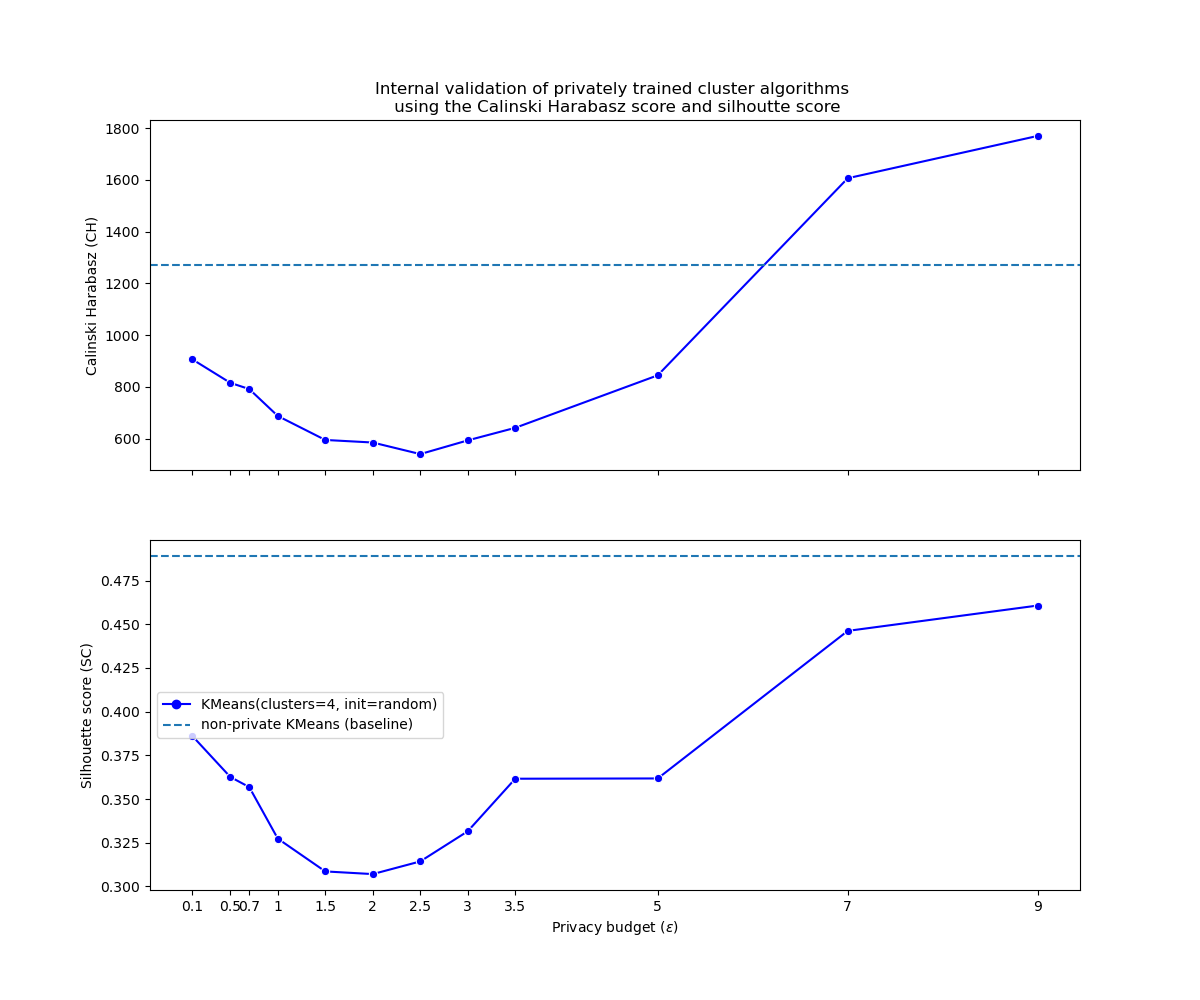 Internal validation of privately trained cluster algorithms
using the Calinski Harabasz score and silhoutte score
Calinski Harabasz (CH)
1800
1600
1400
1200
1000
800
600
Silhouette score (SC)
0.475
0.450
0.425
0.400
0.375
0.350
0.325
0.300
KMeans(clusters=4, init=random)
non-private KMeans (baseline)
0.1 0.5 0.7 1 1.5 2 2.5 3 3.5 5 7 9
Privacy budget (ε)